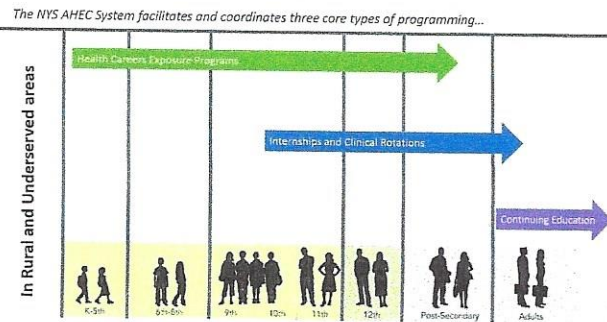 The NYS AHEC System facilitates and coordinates three core types of programming...
In Rural and Underserved areas
Health Careers Exposure Programs
Internships and Clinical Rotations
Continuing Education
K-5th
6th-8th
9th
10th
11th
12th
Post-Secondary
Adults